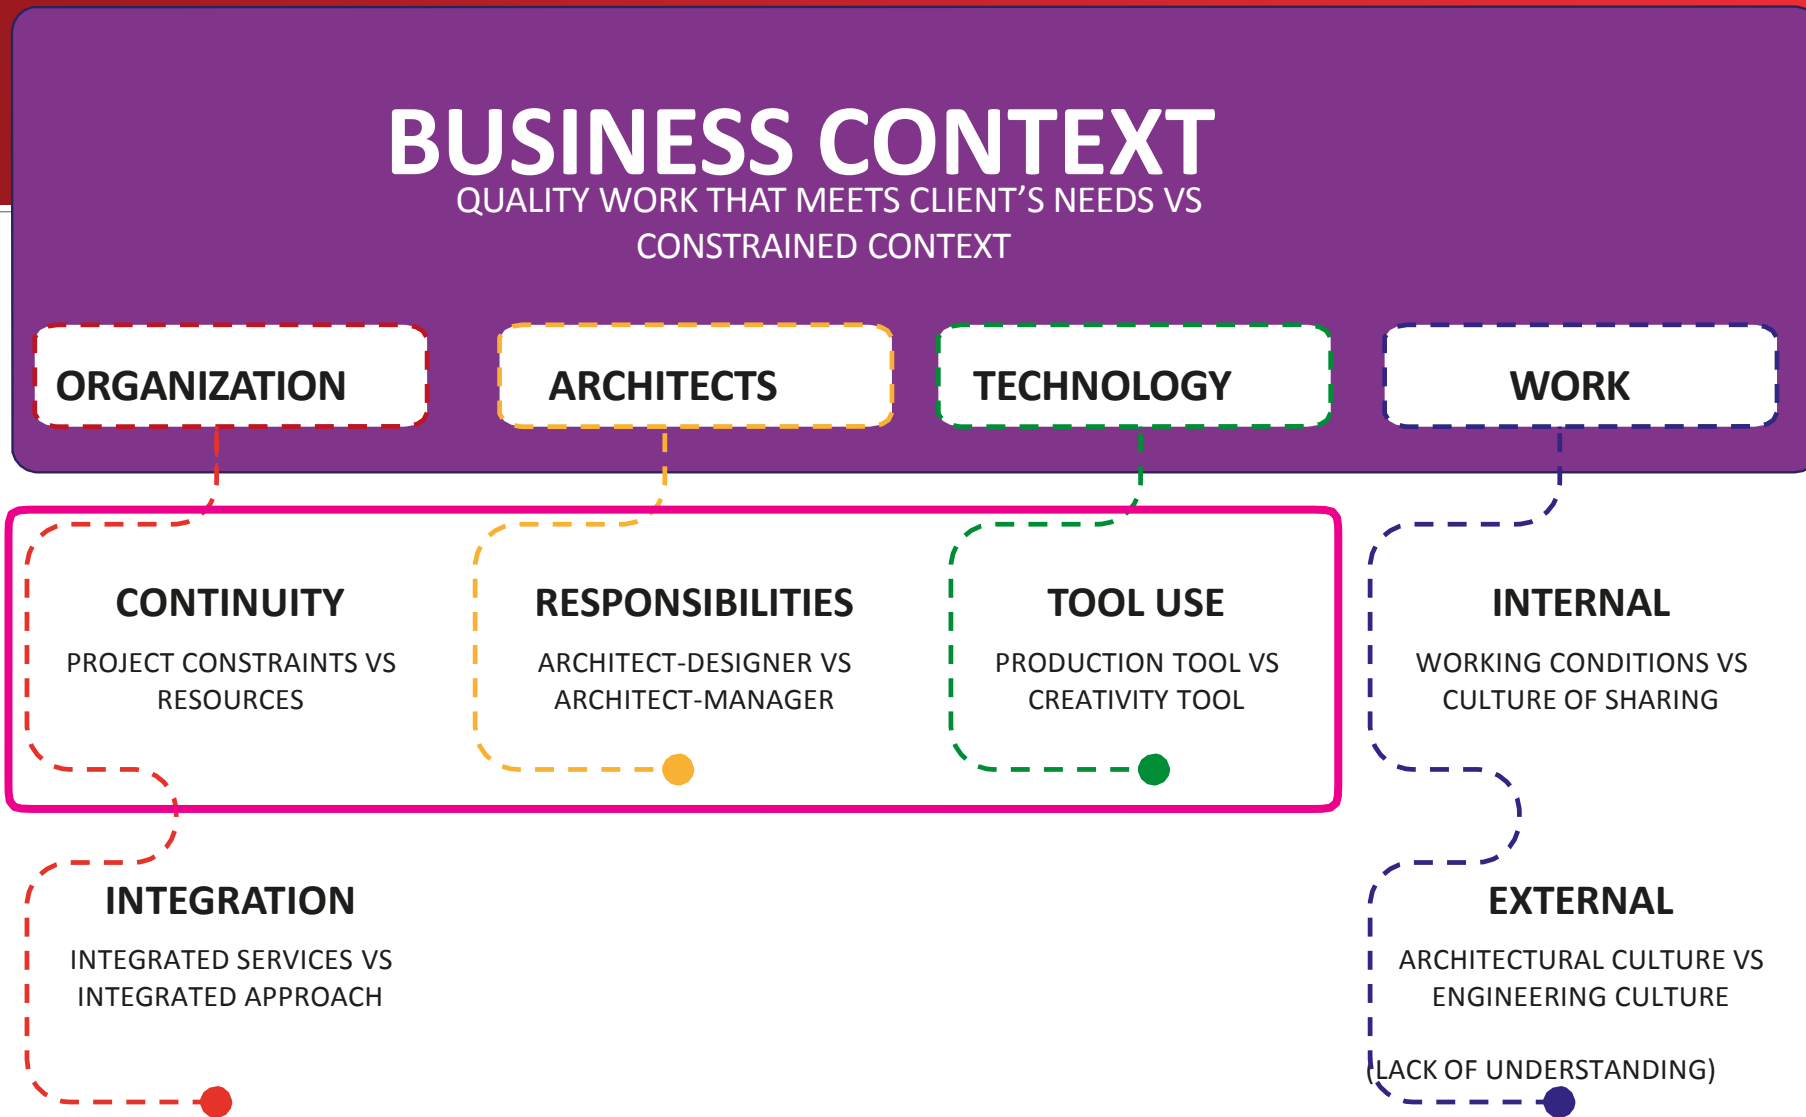 BUSINESS CONTEXT
QUALITY WORK THAT MEETS CLIENT’S NEEDS VS
CONSTRAINED CONTEXT
ORGANIZATION
ARCHITECTS
TECHNOLOGY
WORK
CONTINUITY
PROJECT CONSTRAINTS VS
RESOURCES
RESPONSIBILITIES
ARCHITECT-DESIGNER VS
ARCHITECT-MANAGER
TOOL USE
PRODUCTION TOOL VS
CREATIVITY TOOL
INTERNAL
WORKING CONDITIONS VS
CULTURE OF SHARING
INTEGRATION
INTEGRATED SERVICES VS
INTEGRATED APPROACH
EXTERNAL
ARCHITECTURAL CULTURE VS
ENGINEERING CULTURE
(LACK OF UNDERSTANDING)